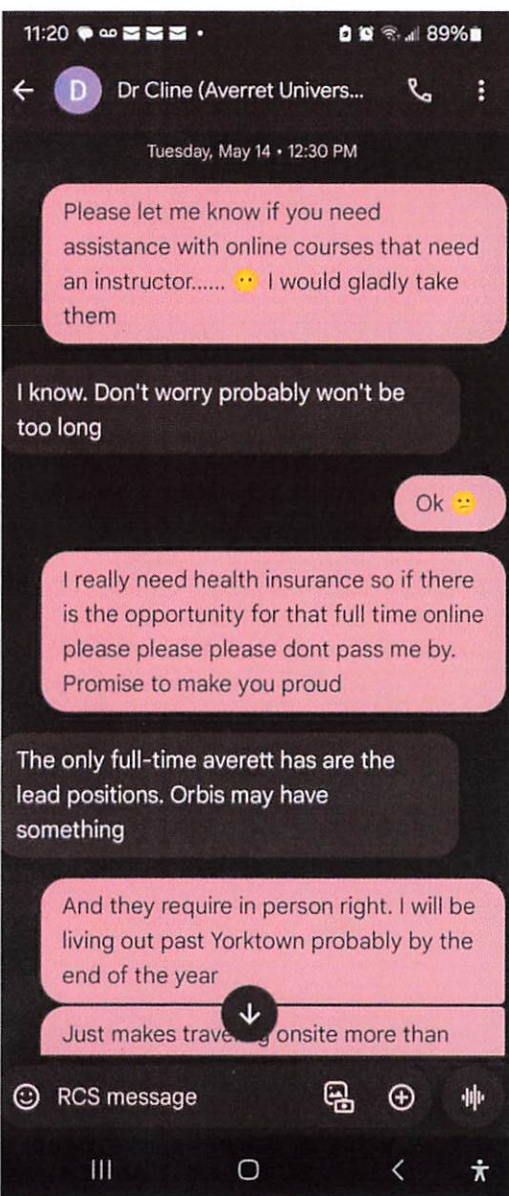 11:20
89%
D
Dr Cline (Averret Univers...
Tuesday, May 14 • 12:30 PM
Please let me know if you need
assistance with online courses that need
an instructor...... 😶 I would gladly take
them
I know. Don't worry probably won't be
too long
Ok 😕
I really need health insurance so if there
is the opportunity for that full time online
please please please dont pass me by.
Promise to make you proud
The only full-time averett has are the
lead positions. Orbis may have
something
And they require in person right. I will be
living out past Yorktown probably by the
end of the year
Just makes onsite more than
RCS message